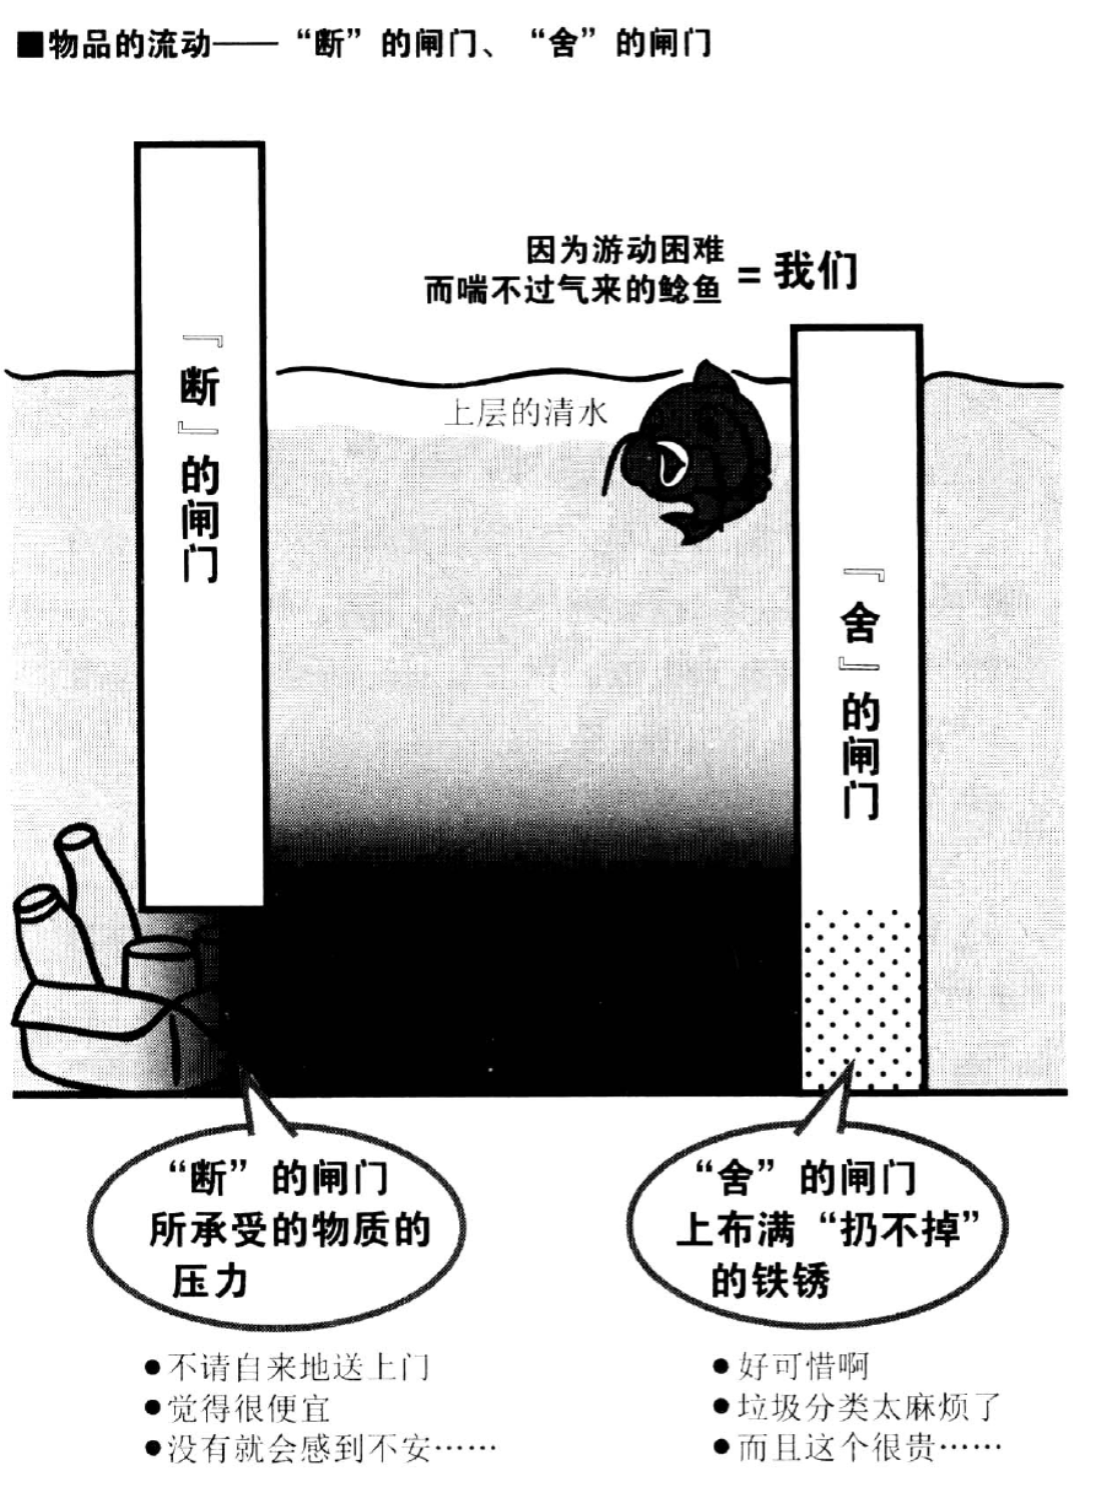 ■物品的流动——“断”的闸门、“舍”的闸门
因为游动困难
而喘不过气来的鲶鱼
=我们
『断』的闸门
上层的清水
『舍』的闸门
“断”的闸门
所承受的物质的
压力
“舍”的闸门
上布满“扔不掉”
的铁锈
●不请自来地送上门
●觉得很便宜
●没有就会感到不安……
●好可惜啊
●垃圾分类太麻烦了
●而且这个很贵……